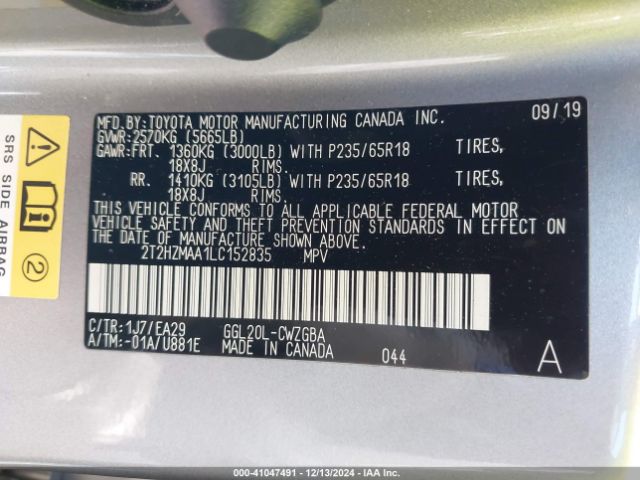 MFD. BY: TOYOTA MOTOR MANUFACTURING CANADA INC. 09/19
GVWR: 2570KG (5665LB)
GAWR: FRT. 1360KG (3000LB) WITH P235/65R18 TIRES,
18X8J RIMS.
RR. 1410KG (3105LB) WITH P235/65R18 TIRES,
18X8J RIMS.
THIS VEHICLE CONFORMS TO ALL APPLICABLE FEDERAL MOTOR
VEHICLE SAFETY AND THEFT PREVENTION STANDARDS IN EFFECT ON
THE DATE OF MANUFACTURE SHOWN ABOVE.
2T2HZMAA1LC152835 MPV
C/TR: 1J7/EA29 GGL20L-CWZGBA
A/TM: -01A/U881E MADE IN CANADA 044 A
SRS SIDE AIRBAG
2
000-41047491 - 12/13/2024 - IAA Inc.